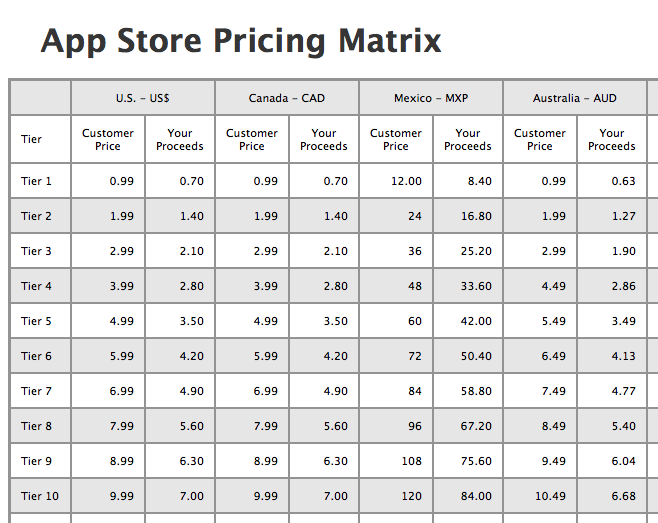 App Store Pricing Matrix
U.S. – US$ Canada – CAD Mexico – MXP Australia – AUD
Tier Customer Price Your Proceeds Customer Price Your Proceeds Customer Price Your Proceeds Customer Price Your Proceeds
Tier 1 0.99 0.70 0.99 0.70 12.00 8.40 0.99 0.63
Tier 2 1.99 1.40 1.99 1.40 24 16.80 1.99 1.27
Tier 3 2.99 2.10 2.99 2.10 36 25.20 2.99 1.90
Tier 4 3.99 2.80 3.99 2.80 48 33.60 4.49 2.86
Tier 5 4.99 3.50 4.99 3.50 60 42.00 5.49 3.49
Tier 6 5.99 4.20 5.99 4.20 72 50.40 6.49 4.13
Tier 7 6.99 4.90 6.99 4.90 84 58.80 7.49 4.77
Tier 8 7.99 5.60 7.99 5.60 96 67.20 8.49 5.40
Tier 9 8.99 6.30 8.99 6.30 108 75.60 9.49 6.04
Tier 10 9.99 7.00 9.99 7.00 120 84.00 10.49 6.68